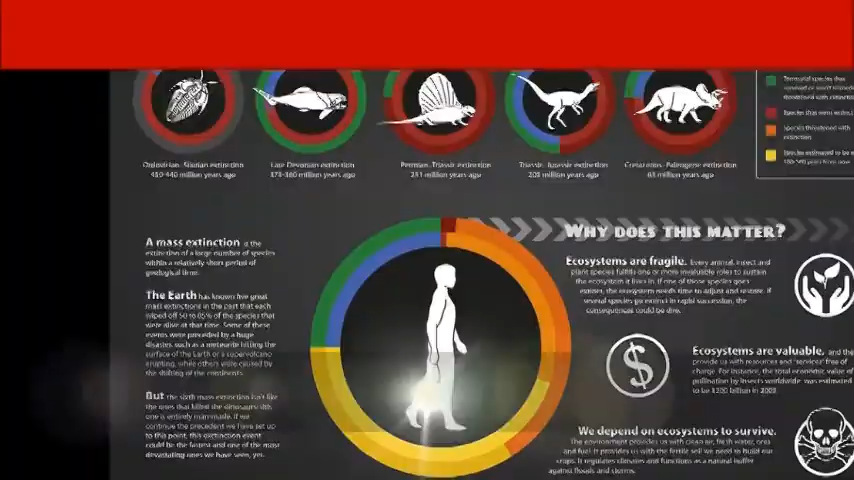 Ordovician- Silurian extinction
450-440 million years ago
Late Devonian extinction
375-360 million years ago
Permian- Triassic extinction
251 million years ago
Triassic- Jurassic extinction
205 million years ago
Cretaceous- Paleogene extinction
65 million years ago
Terrestrial species that
Species that went extinct
Species threatened with
extinction
Species estimated to be
A mass extinction is the
extinction of a large number of species
within a relatively short period of
geological time.
The Earth has known five great
mass extinctions in the past that each
wiped off 50 to 85% of the species that
were alive at that time. Some of these
events were preceded by a huge
disaster, such as a meteorite hitting the
surface of the Earth or a supervolcano
erupting, while others were caused by
the shifting of the continents.
But the sixth mass extinction isn't like
the ones that killed the dinosaurs: this
one is entirely manmade. If we
continue the precedent we have set up
to this point, this extinction event
could be the fastest and one of the most
devastating ones we have seen, yet.
WHY DOES THIS MATTER?
Ecosystems are fragile. Every animal, insect and
plant species fulfills one or more invaluable roles to sustain
the ecosystem it lives in. If one of those species goes
extinct, the ecosystem needs time to adjust and restore. If
several species go extinct in rapid succession, the
consequences could be dire.
$
Ecosystems are valuable. and the
provide us with resources and 'services' free of
charge. For instance, the total economic value of
pollination by insects worldwide was estimated
to be $200 billion in
We depend on ecosystems to survive.
The environment provides us with clean air, fresh water, ores
and fuel. It provides us with the fertile soil we need to build our
crops. It regulates climates and functions as a natural buffer
against floods and storms.